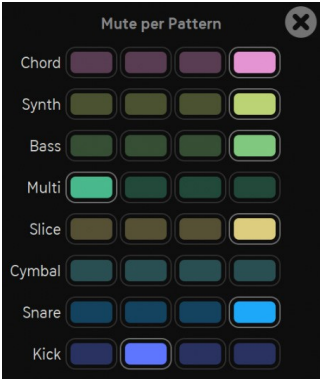 Mute per Pattern
Chord
Synth
Bass
Multi
Slice
Cymbal
Snare
Kick